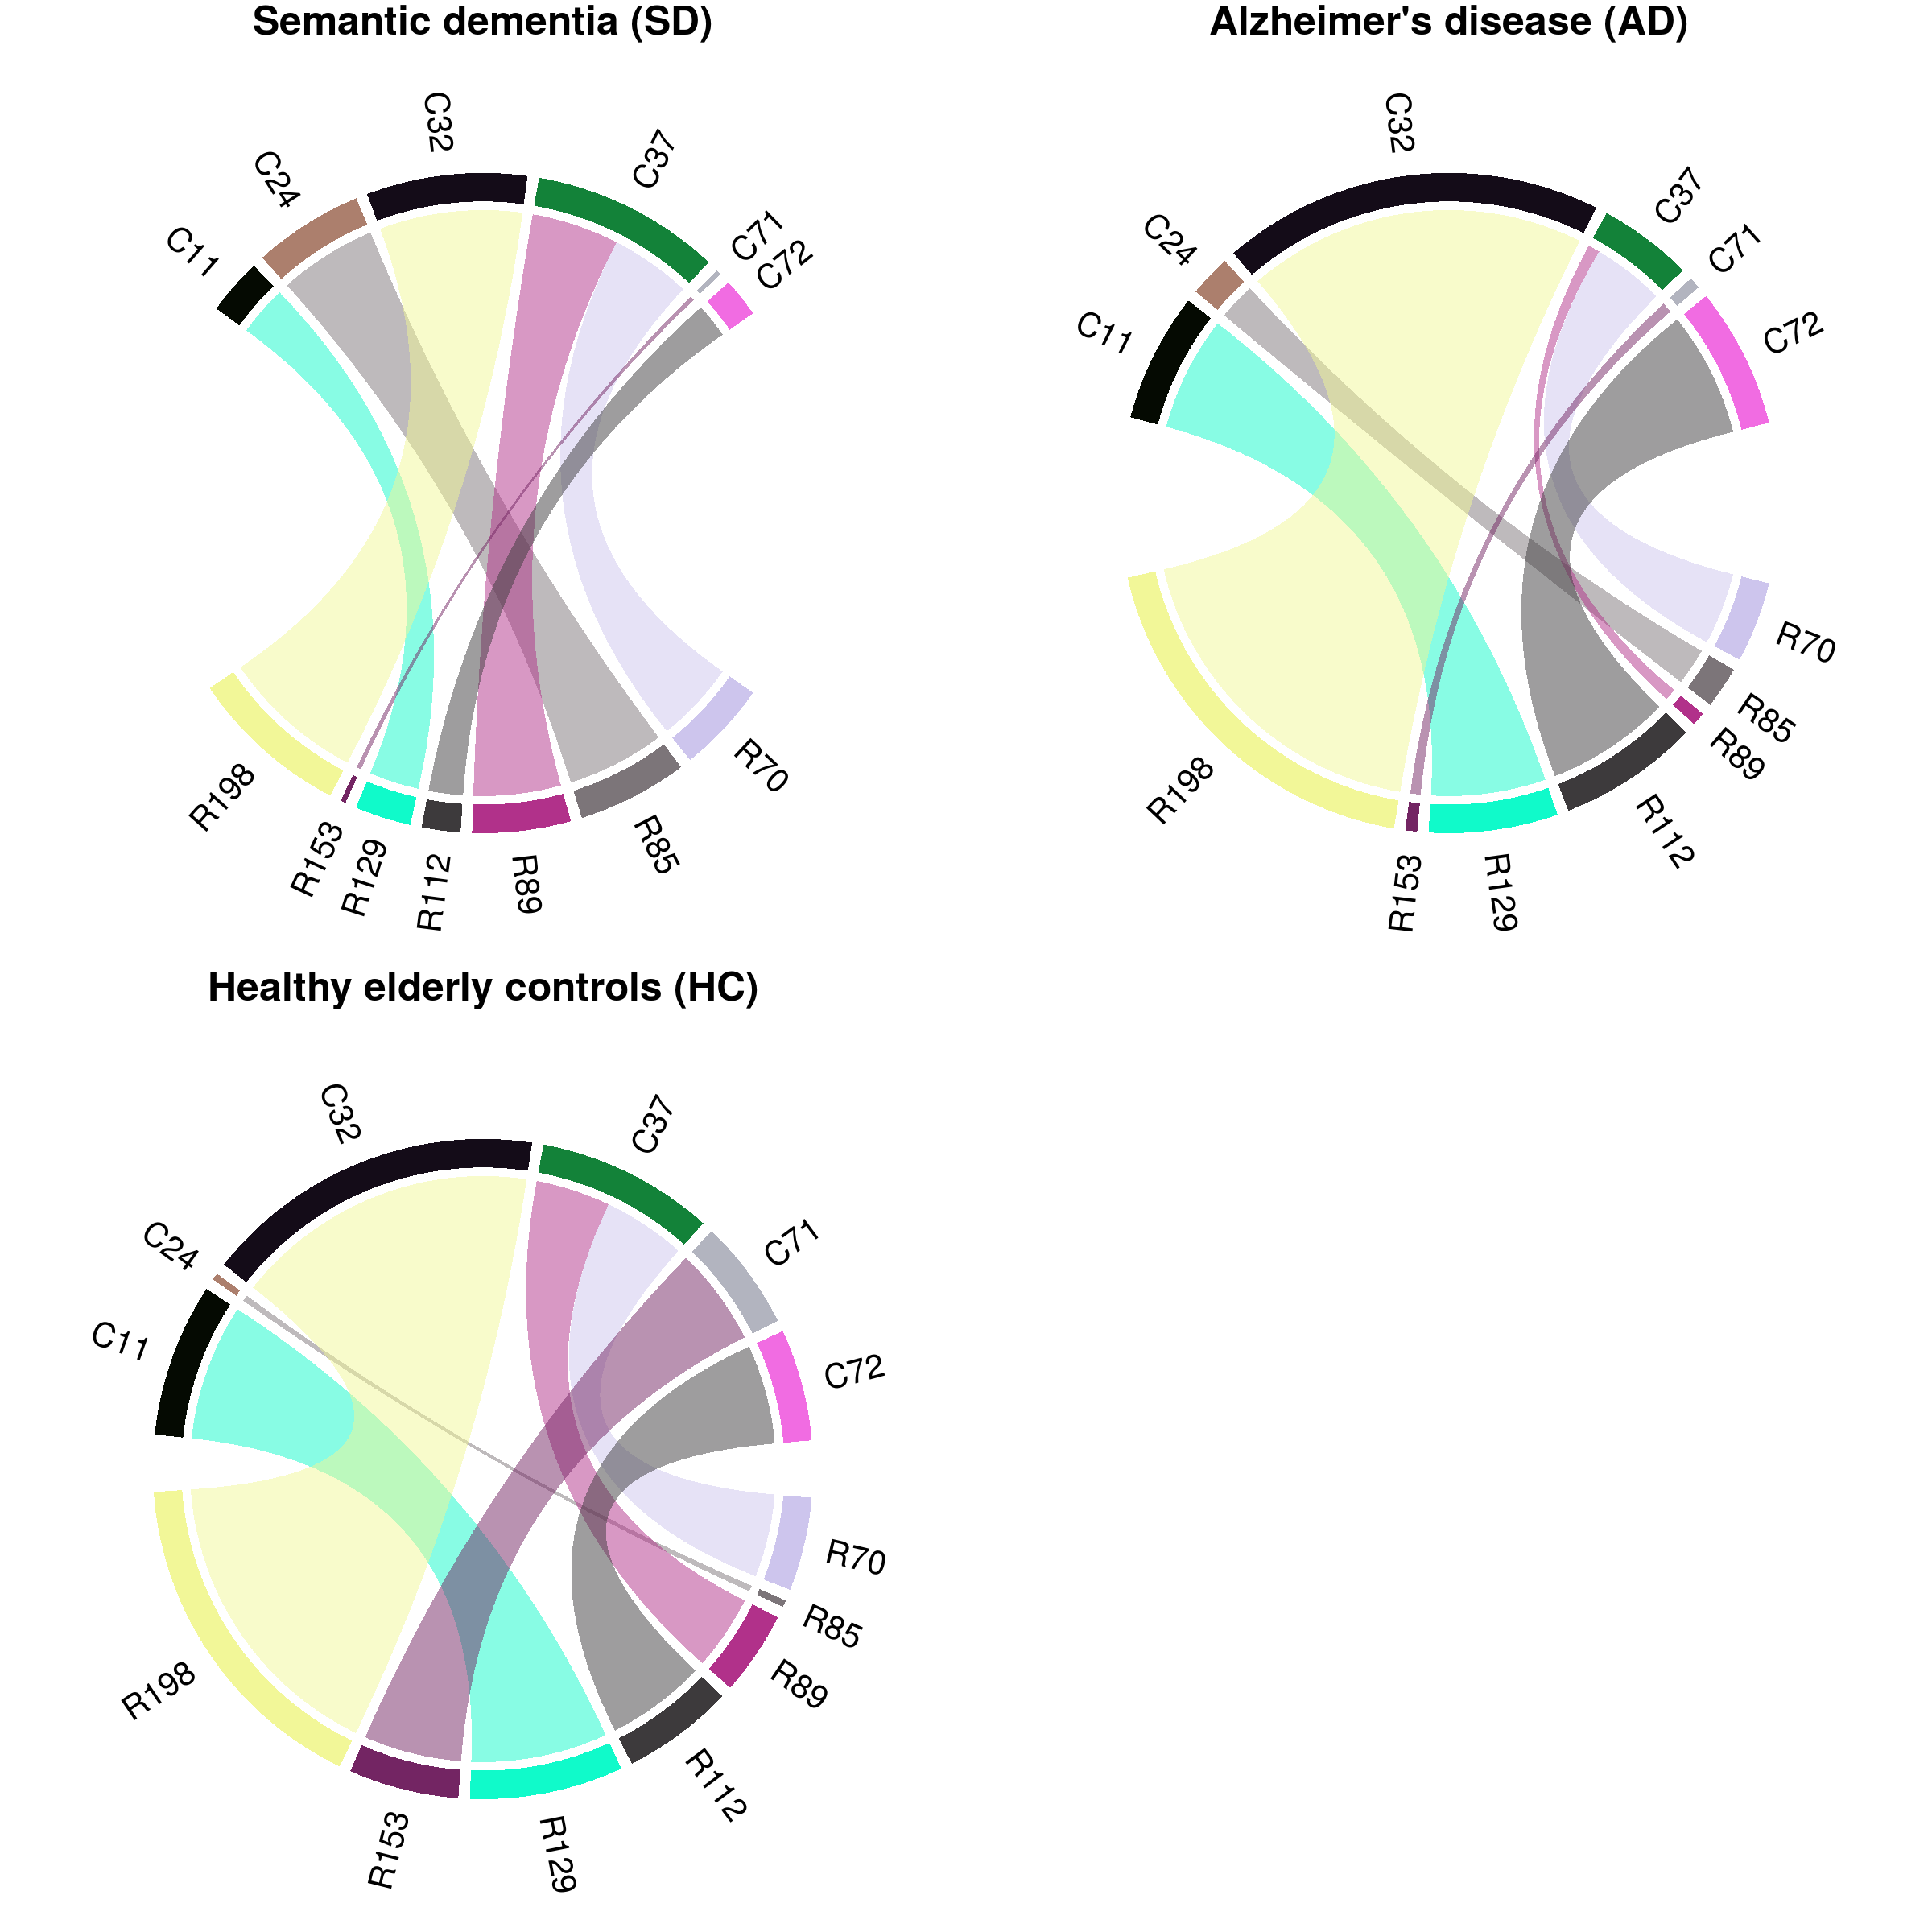 Semantic dementia (SD)
C11
C24
C32
C37
C71
C72
R198
R153
R129
R112
R89
R85
R70
Alzheimer's disease (AD)
C11
C24
C32
C37
C71
C72
R198
R153
R129
R112
R89
R85
R70
Healthy elderly controls (HC)
C11
C24
C32
C37
C71
C72
R198
R153
R129
R112
R89
R85
R70